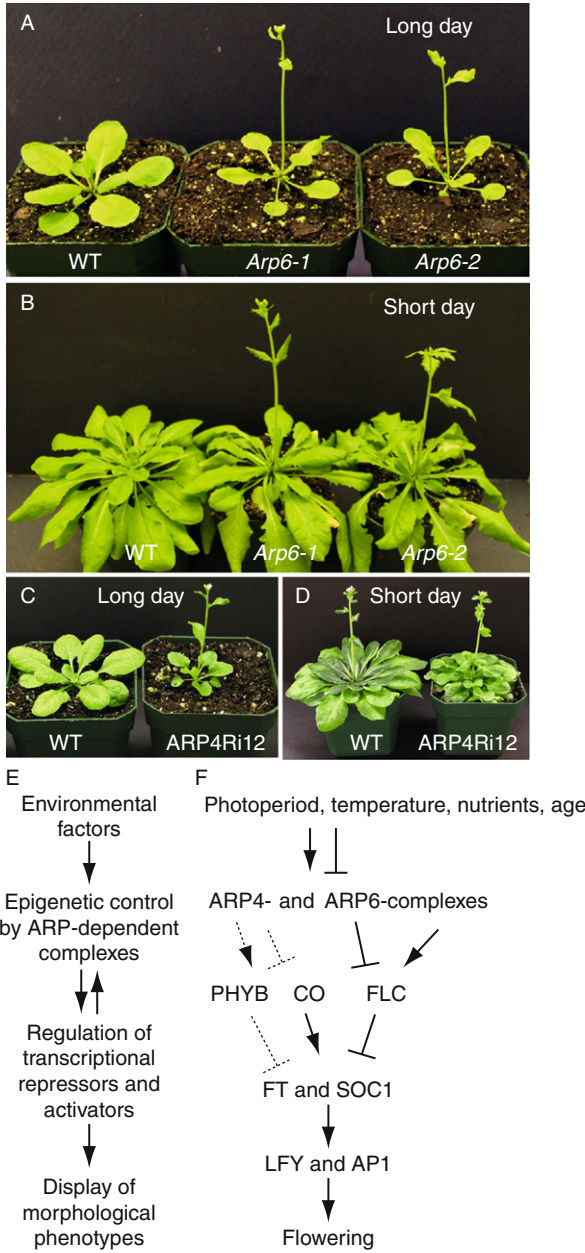 A
Long day
WT
Arp6-1
Arp6-2
B
Short day
WT
Arp6-1
Arp6-2
C
Long day
WT
ARP4Ri12
D
Short day
WT
ARP4Ri12
E
Environmental
factors
Epigenetic control
by ARP-dependent
complexes
Regulation of
transcriptional
repressors and
activators
Display of
morphological
phenotypes
F
Photoperiod, temperature, nutrients, age
ARP4- and ARP6-complexes
PHYB CO FLC
FT and SOC1
LFY and AP1
Flowering